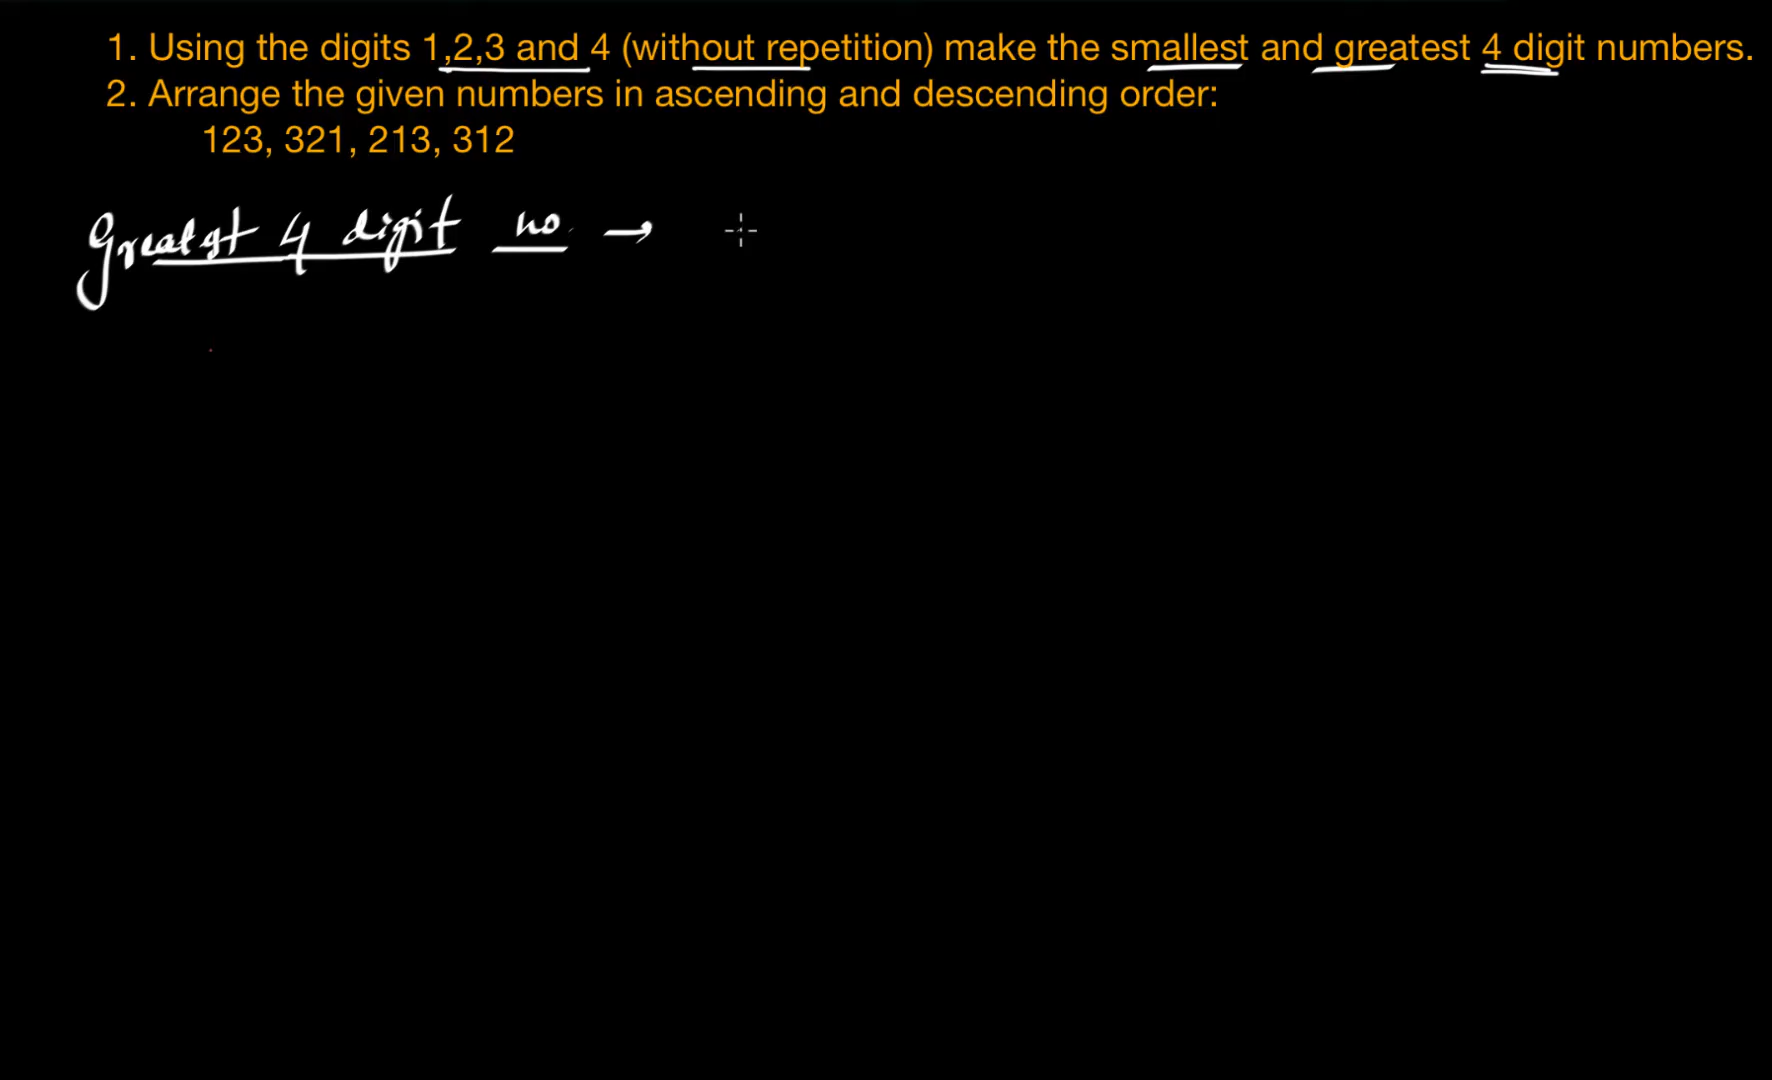 1. Using the digits 1,2,3 and 4 (without repetition) make the smallest and greatest 4 digit numbers.
2. Arrange the given numbers in ascending and descending order:
123, 321, 213, 312
Greatest 4 digit no. →